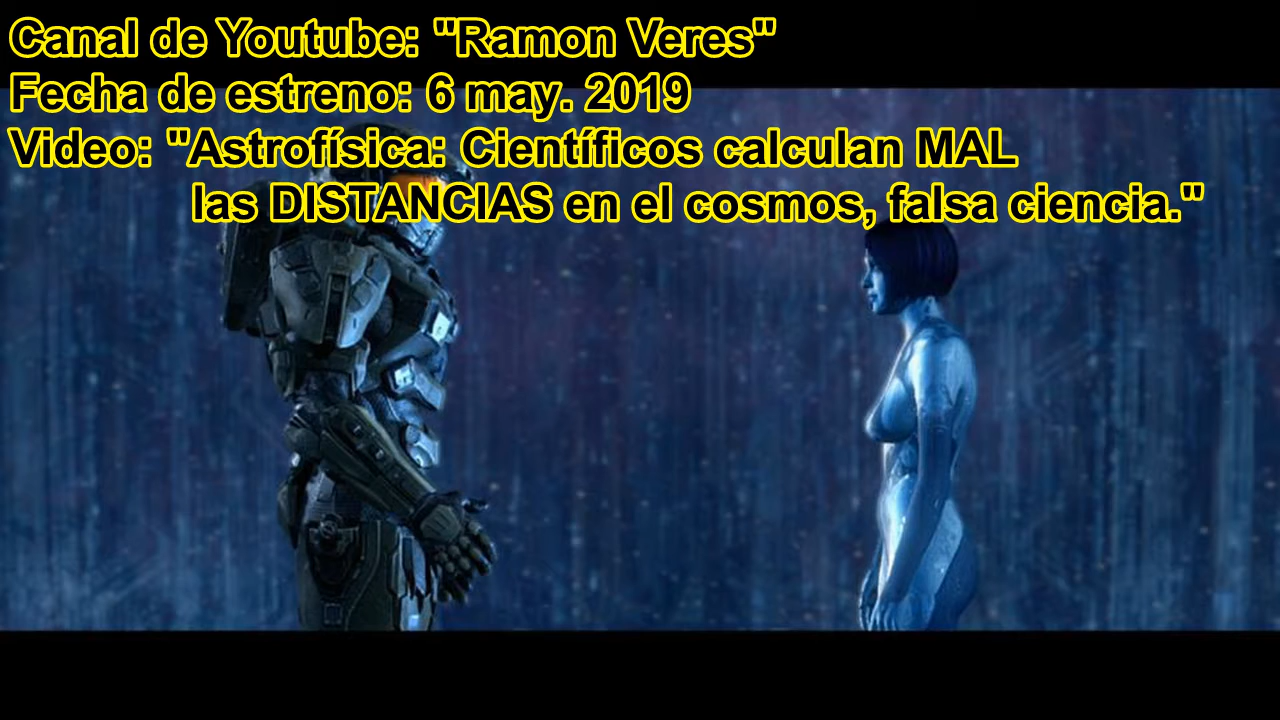 Canal de Youtube: "Ramon Veres"
Fecha de estreno: 6 may. 2019
Video: "Astrofísica: Científicos calculan MAL
las DISTANCIAS en el cosmos, falsa ciencia."